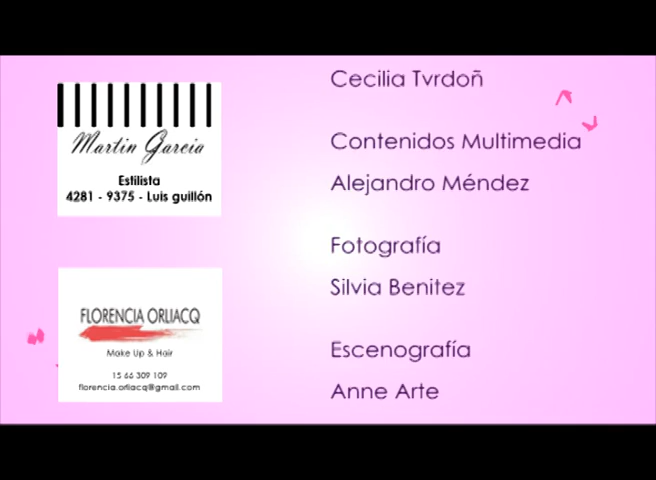 Martin Garcia
Estilista
4281 - 9375 - Luis guillón
FLORENCIA ORLIACQ
Make Up & Hair
15 66 309 109
florencia.orliacq@gmail.com
Cecilia Tvrdoñ
Contenidos Multimedia
Alejandro Méndez
Fotografía
Silvia Benitez
Escenografía
Anne Arte